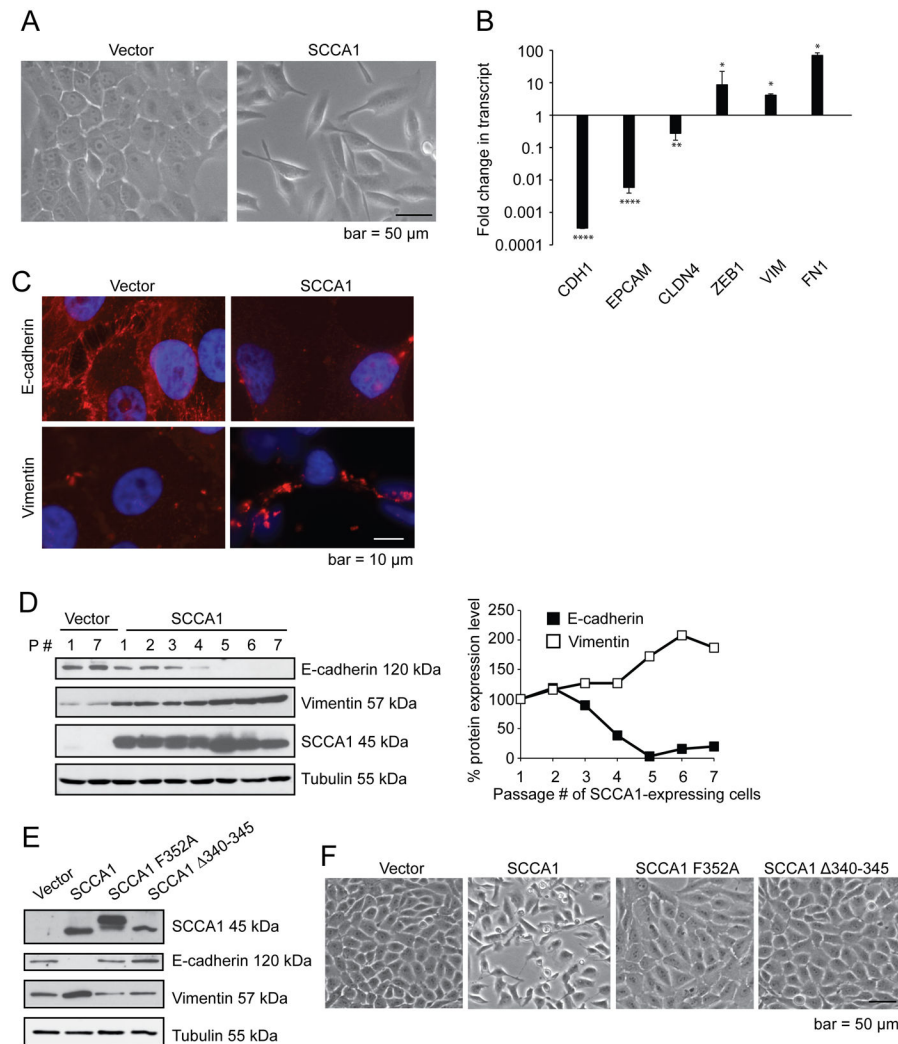 A
Vector
SCCA1
bar = 50 µm
B
Fold change in transcript
100
10
1
0.1
0.01
0.001
0.0001
*
*
*
**
****
****
CDH1
EPCAM
CLDN4
ZEB1
VIM
FN1
C
Vector
SCCA1
E-cadherin
Vimentin
bar = 10 µm
D
Vector
SCCA1
P #
1 7 1 2 3 4 5 6 7
E-cadherin 120 kDa
Vimentin 57 kDa
SCCA1 45 kDa
Tubulin 55 kDa
% protein expression level
250
200
150
100
50
0
E-cadherin
Vimentin
1 2 3 4 5 6 7
Passage # of SCCA1-expressing cells
E
Vector
SCCA1
SCCA1 F352A
SCCA1 Δ340-345
SCCA1 45 kDa
E-cadherin 120 kDa
Vimentin 57 kDa
Tubulin 55 kDa
F
Vector
SCCA1
SCCA1 F352A
SCCA1 Δ340-345
bar = 50 µm